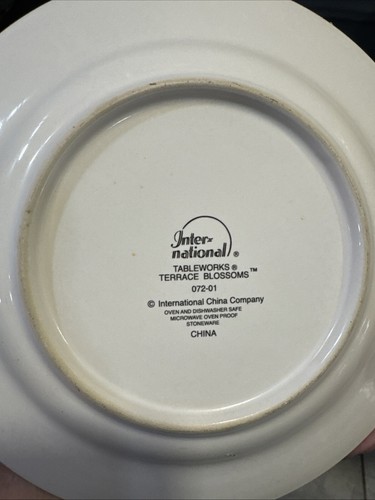 Inter-
national®
TABLEWORKS®
TERRACE BLOSSOMS™
072-01
© International China Company
OVEN AND DISHWASHER SAFE
MICROWAVE OVEN PROOF
STONEWARE
CHINA